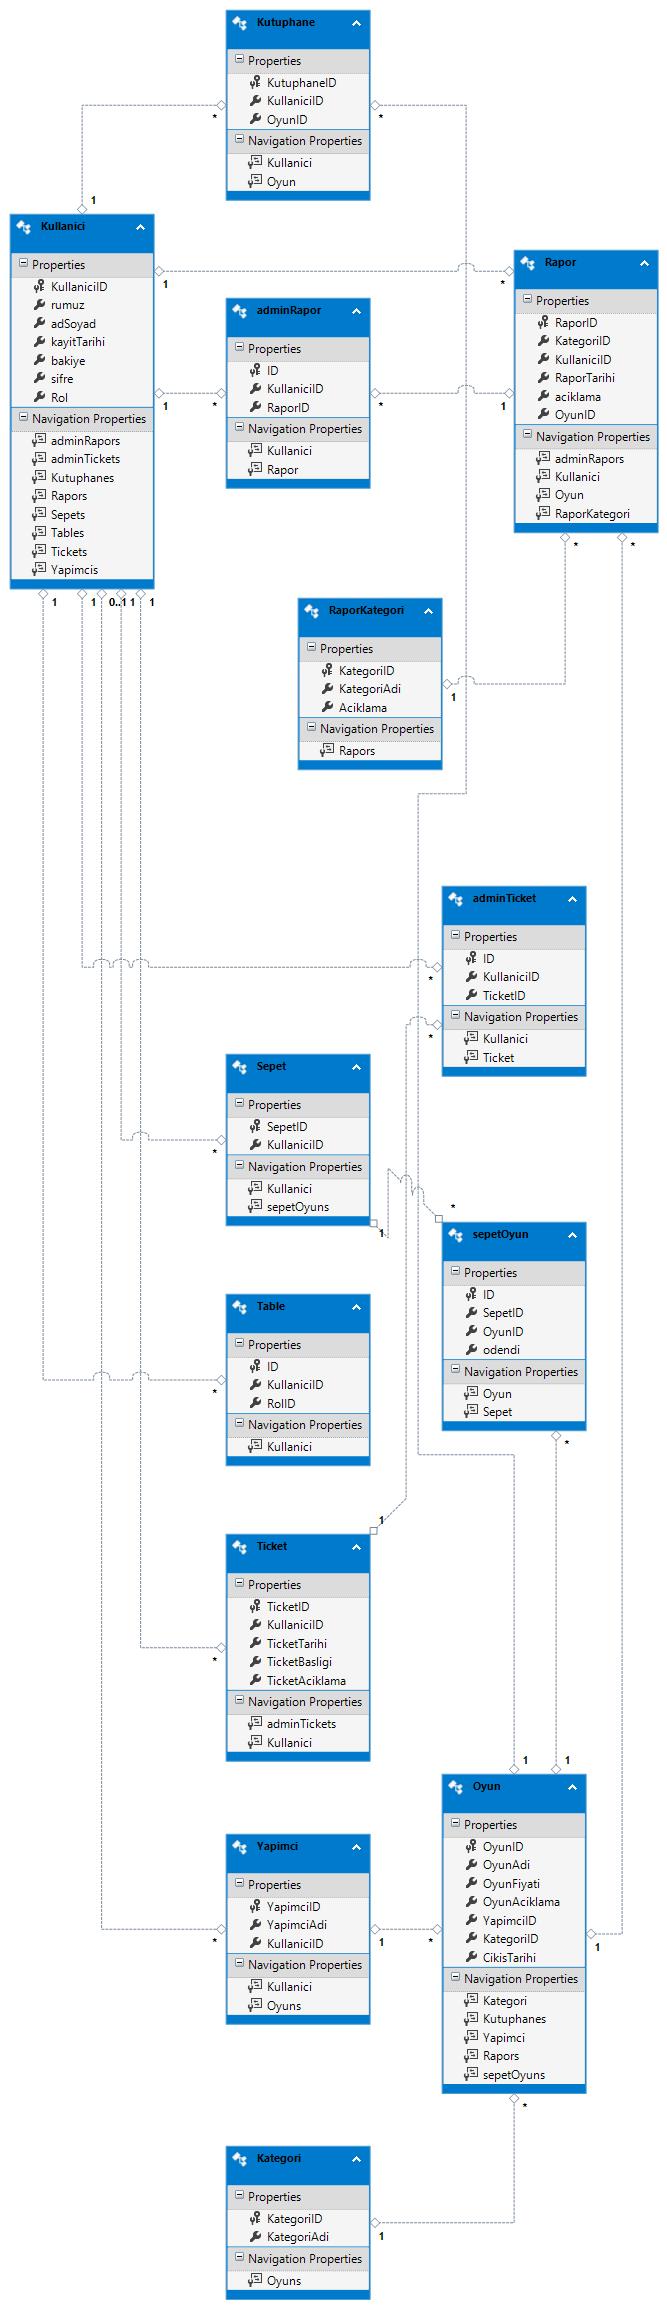 Kutuphane
Properties
KutuphaneID
KullaniciID
OyunID
Navigation Properties
Kullanici
Oyun
*
*
1
Kullanici
Properties
KullaniciID
rumuz
adSoyad
kayitTarihi
bakiye
sifre
Rol
Navigation Properties
adminRapors
adminTickets
Kutuphanes
Rapors
Sepets
Tables
Tickets
Yapimcis
1
*
1
*
1
1
0..1
1
1
adminRapor
Properties
ID
KullaniciID
RaporID
Navigation Properties
Kullanici
Rapor
*
1
Rapor
Properties
RaporID
KategoriID
KullaniciID
RaporTarihi
aciklama
OyunID
Navigation Properties
adminRapors
Kullanici
Oyun
RaporKategori
*
*
RaporKategori
Properties
KategoriID
KategoriAdi
Aciklama
Navigation Properties
Rapors
1
adminTicket
Properties
ID
KullaniciID
TicketID
Navigation Properties
Kullanici
Ticket
*
*
Sepet
Properties
SepetID
KullaniciID
Navigation Properties
Kullanici
sepetOyuns
*
1
*
sepetOyun
Properties
ID
SepetID
OyunID
odendi
Navigation Properties
Oyun
Sepet
*
Table
Properties
ID
KullaniciID
RolID
Navigation Properties
Kullanici
*
1
Ticket
Properties
TicketID
KullaniciID
TicketTarihi
TicketBasligi
TicketAciklama
Navigation Properties
adminTickets
Kullanici
*
1
1
Oyun
Properties
OyunID
OyunAdi
OyunFiyati
OyunAciklama
YapimciID
KategoriID
CikisTarihi
Navigation Properties
Kategori
Kutuphanes
Yapimci
Rapors
sepetOyuns
1
*
Yapimci
Properties
YapimciID
YapimciAdi
KullaniciID
Navigation Properties
Kullanici
Oyuns
*
1
*
Kategori
Properties
KategoriID
KategoriAdi
Navigation Properties
Oyuns
1